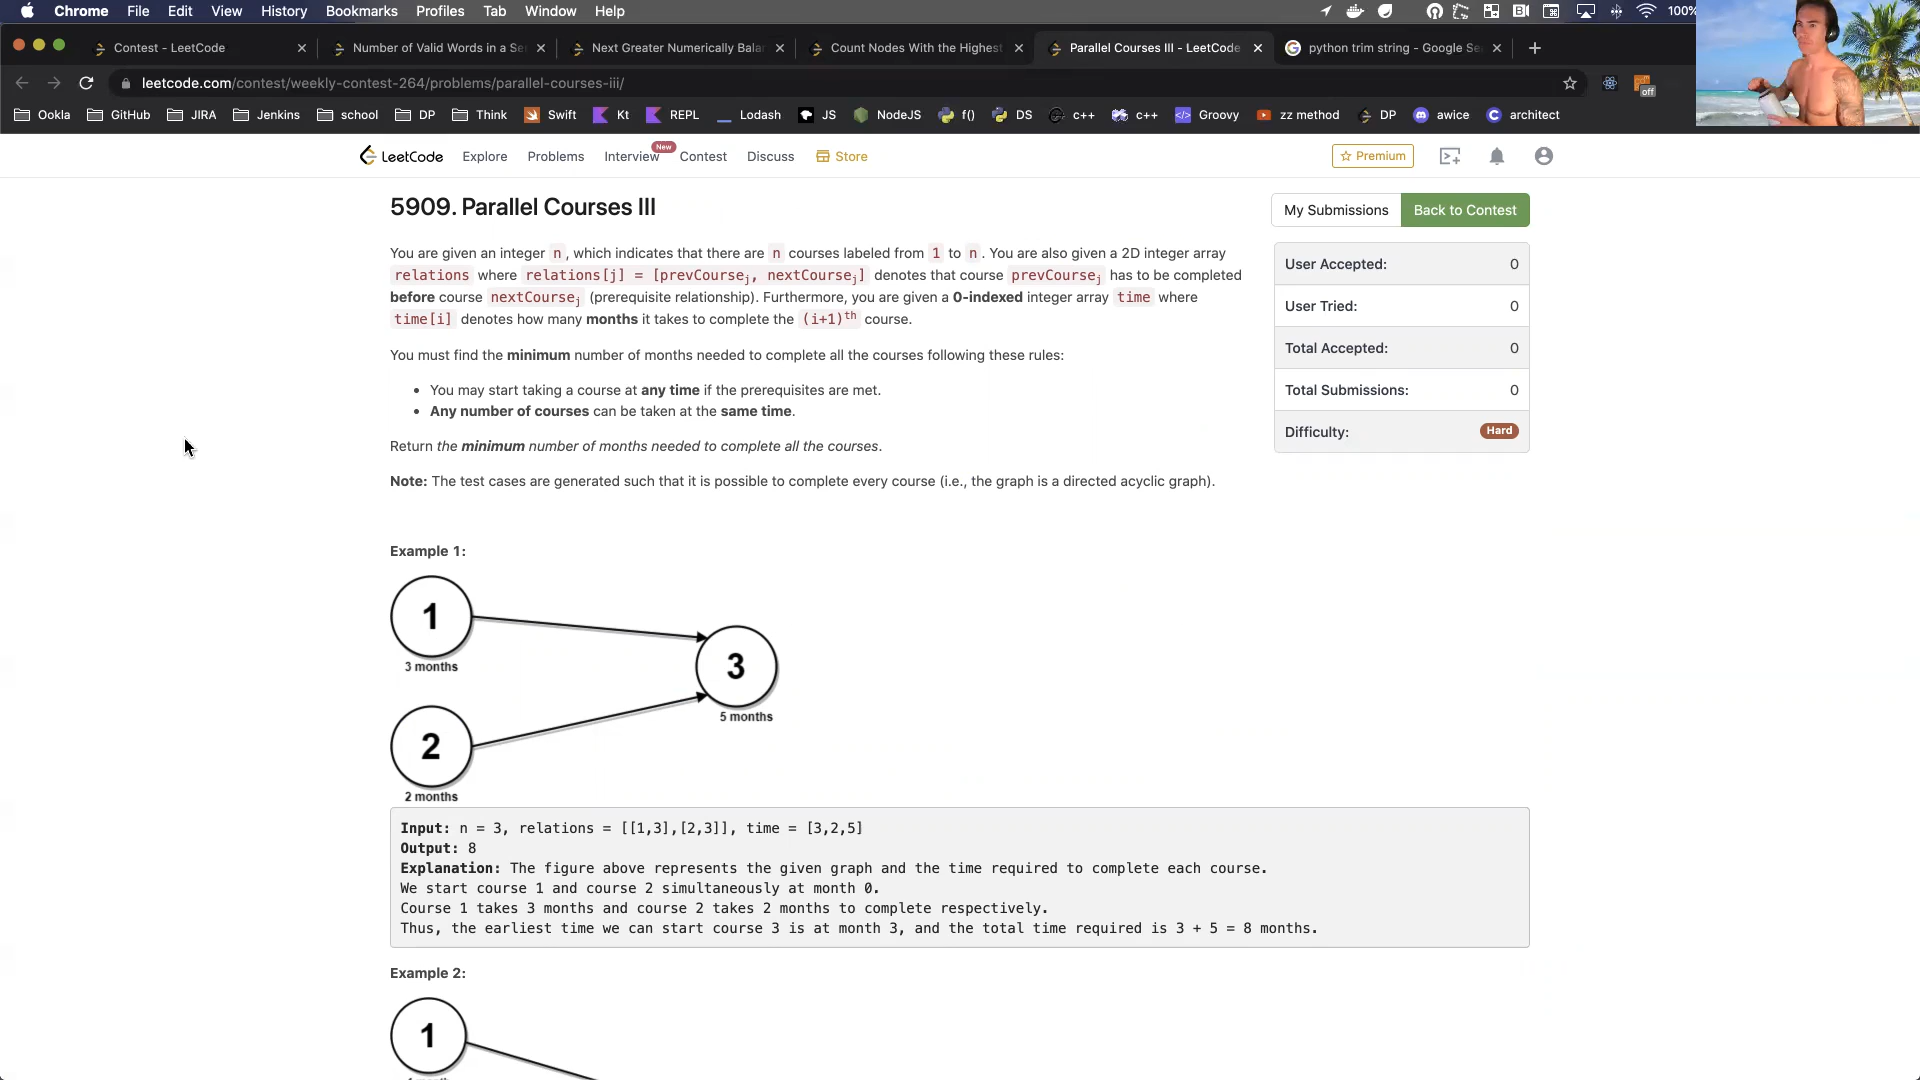 Chrome File Edit View History Bookmarks Profiles Tab Window Help 100%
Contest - LeetCode Number of Valid Words in a Se Next Greater Numerically Balan Count Nodes With the Highest Parallel Courses III - LeetCode python trim string - Google Se
leetcode.com/contest/weekly-contest-264/problems/parallel-courses-iii/
off
Ookla GitHub JIRA Jenkins school DP Think Swift Kt REPL Lodash JS NodeJS f() DS c++ c++ Groovy zz method DP awice architect
LeetCode Explore Problems Interview New Contest Discuss Store Premium
5909. Parallel Courses III
My Submissions Back to Contest
You are given an integer n, which indicates that there are n courses labeled from 1 to n. You are also given a 2D integer array
relations where relations[j] = [prevCoursej, nextCoursej] denotes that course prevCoursej has to be completed
before course nextCoursej (prerequisite relationship). Furthermore, you are given a 0-indexed integer array time where
time[i] denotes how many months it takes to complete the (i+1)th course.
User Accepted: 0
User Tried: 0
Total Accepted: 0
Total Submissions: 0
Difficulty: Hard
You must find the minimum number of months needed to complete all the courses following these rules:
• You may start taking a course at any time if the prerequisites are met.
• Any number of courses can be taken at the same time.
Return the minimum number of months needed to complete all the courses.
Note: The test cases are generated such that it is possible to complete every course (i.e., the graph is a directed acyclic graph).
Example 1:
1
3 months
3
5 months
2
2 months
Input: n = 3, relations = [[1,3],[2,3]], time = [3,2,5]
Output: 8
Explanation: The figure above represents the given graph and the time required to complete each course.
We start course 1 and course 2 simultaneously at month 0.
Course 1 takes 3 months and course 2 takes 2 months to complete respectively.
Thus, the earliest time we can start course 3 is at month 3, and the total time required is 3 + 5 = 8 months.
Example 2:
1